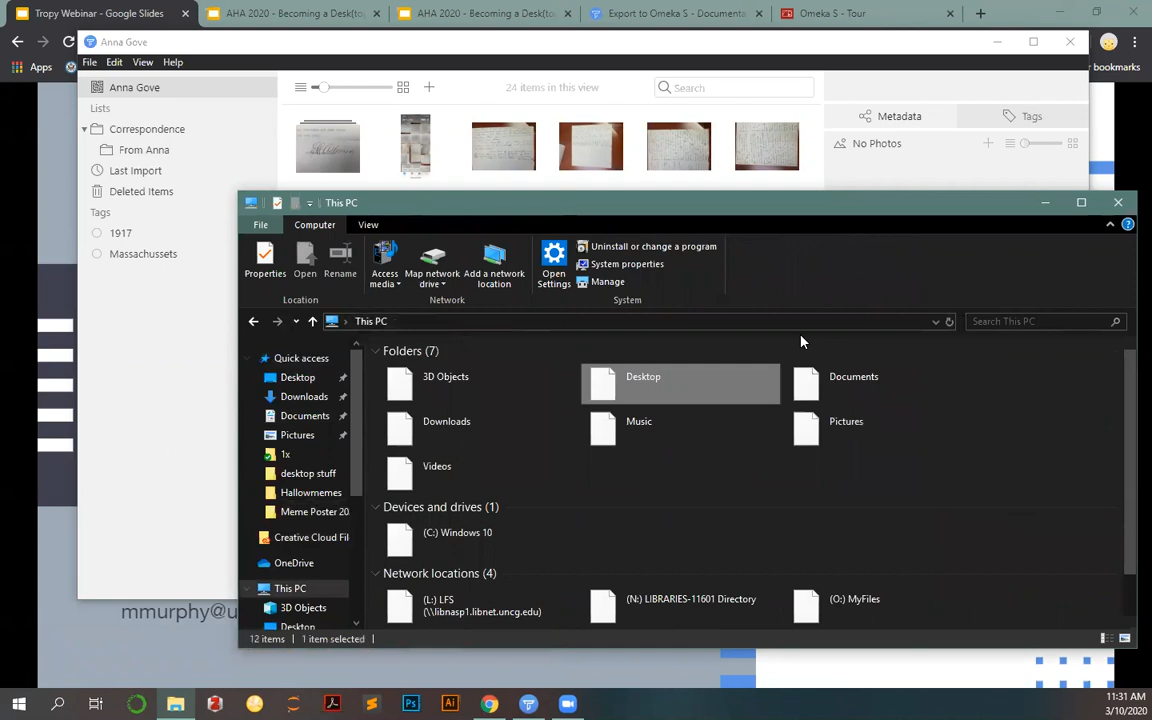 Tropy Webinar - Google Slides
AHA 2020 - Becoming a Desk(to
AHA 2020 - Becoming a Desk(to
Export to Omeka S - Documenta
Omeka S - Tour
Apps
bookmarks
Anna Gove
File Edit View Help
Anna Gove
24 items in this view
Search
Lists
Metadata
Tags
Correspondence
No Photos
From Anna
Last Import
Deleted Items
Tags
1917
Massachussets
This PC
File Computer View
Properties
Open
Rename
Access media
Map network drive
Add a network location
Open Settings
Uninstall or change a program
System properties
Manage
Location
Network
System
This PC
Search This PC
Quick access
Desktop
Downloads
Documents
Pictures
1x
desktop stuff
Hallowmemes
Meme Poster 20
Creative Cloud Fil
OneDrive
This PC
3D Objects
Desktop
Folders (7)
3D Objects
Desktop
Documents
Downloads
Music
Pictures
Videos
Devices and drives (1)
(C:) Windows 10
Network locations (4)
(L:) LFS
(\\libnasp1.libnet.uncg.edu)
(N:) LIBRARIES-11601 Directory
(O:) MyFiles
12 items
1 item selected
mmurphy@u
11:31 AM
3/10/2020